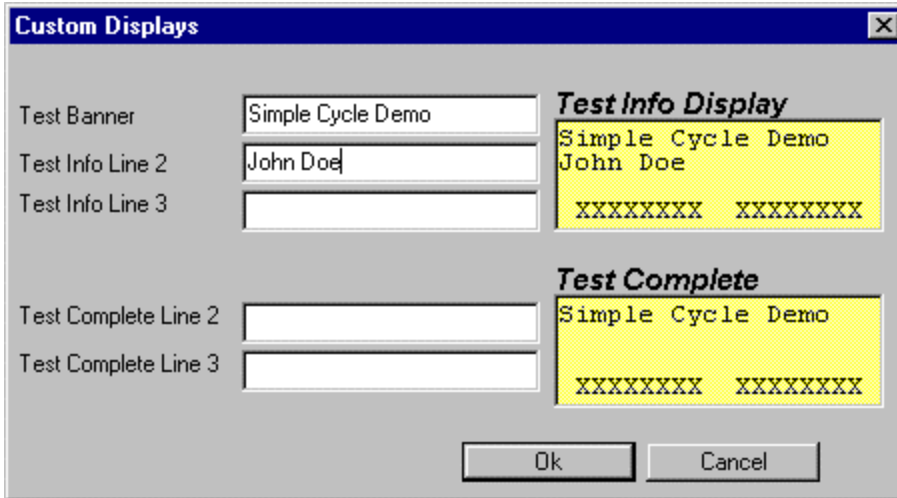 Custom Displays
Test Banner
Simple Cycle Demo
Test Info Line 2
John Doe
Test Info Line 3
Test Info Display
Simple Cycle Demo
John Doe
XXXXXXXX XXXXXXXX
Test Complete Line 2
Test Complete Line 3
Test Complete
Simple Cycle Demo
XXXXXXXX XXXXXXXX
Ok
Cancel